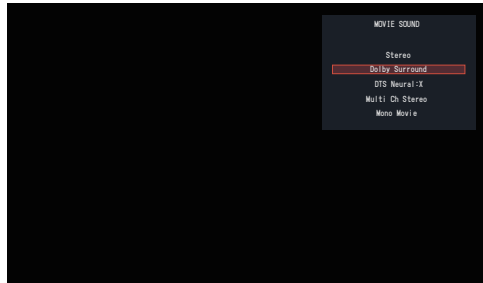 MOVIE SOUND
Stereo
Dolby Surround
DTS Neural:X
Multi Ch Stereo
Mono Movie